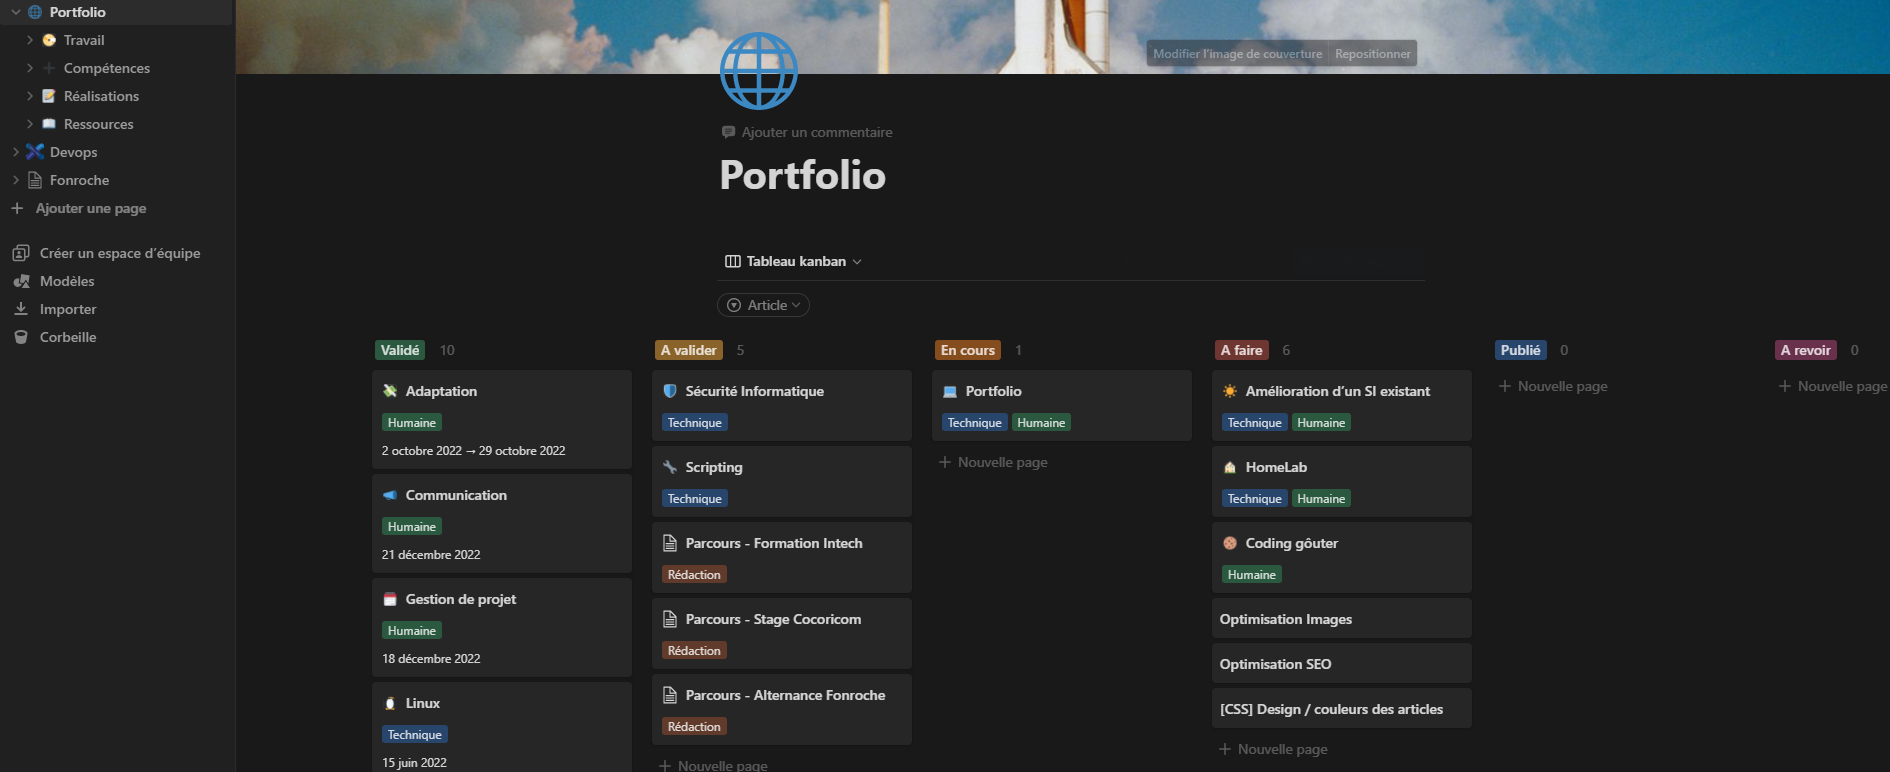 Portfolio
Travail
Compétences
Réalisations
Ressources
Devops
Fonroche
Ajouter une page
Créer un espace d'équipe
Modèles
Importer
Corbeille
Modifier l'image de couverture Repositionner
Ajouter un commentaire
Portfolio
Tableau kanban
Article
Validé 10
Adaptation
Humaine
2 octobre 2022 → 29 octobre 2022
Communication
Humaine
21 décembre 2022
Gestion de projet
Humaine
18 décembre 2022
Linux
Technique
15 juin 2022
A valider 5
Sécurité Informatique
Technique
Scripting
Technique
Parcours - Formation Intech
Rédaction
Parcours - Stage Cocoricom
Rédaction
Parcours - Alternance Fonroche
Rédaction
Nouvelle page
En cours 1
Portfolio
Technique Humaine
Nouvelle page
A faire 6
Amélioration d'un SI existant
Technique Humaine
HomeLab
Technique Humaine
Coding gôuter
Humaine
Optimisation Images
Optimisation SEO
[CSS] Design / couleurs des articles
Nouvelle page
Publié 0
Nouvelle page
A revoir 0
Nouvelle page